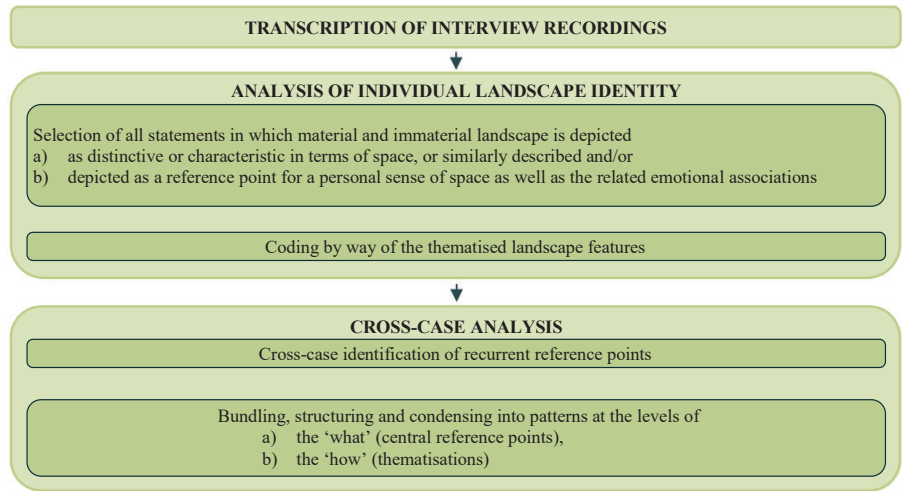 TRANSCRIPTION OF INTERVIEW RECORDINGS
ANALYSIS OF INDIVIDUAL LANDSCAPE IDENTITY
Selection of all statements in which material and immaterial landscape is depicted
a) as distinctive or characteristic in terms of space, or similarly described and/or
b) depicted as a reference point for a personal sense of space as well as the related emotional associations
Coding by way of the thematised landscape features
CROSS-CASE ANALYSIS
Cross-case identification of recurrent reference points
Bundling, structuring and condensing into patterns at the levels of
a) the ‘what’ (central reference points),
b) the ‘how’ (thematisations)